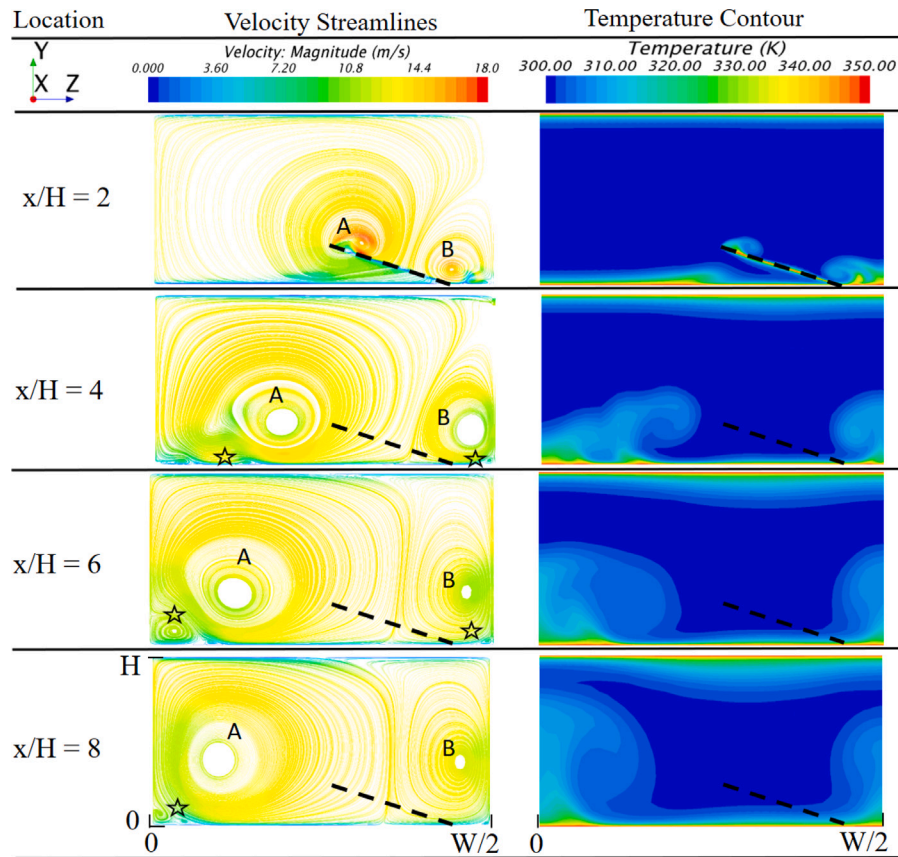 Location Velocity Streamlines Temperature Contour
Velocity: Magnitude (m/s) Temperature (K)
0.000 3.60 7.20 10.8 14.4 18.0 300.00 310.00 320.00 330.00 340.00 350.00
Y
X Z
x/H = 2
A
B
x/H = 4
A
B
x/H = 6
A
B
H
x/H = 8
A
B
0
0 W/2 0 W/2